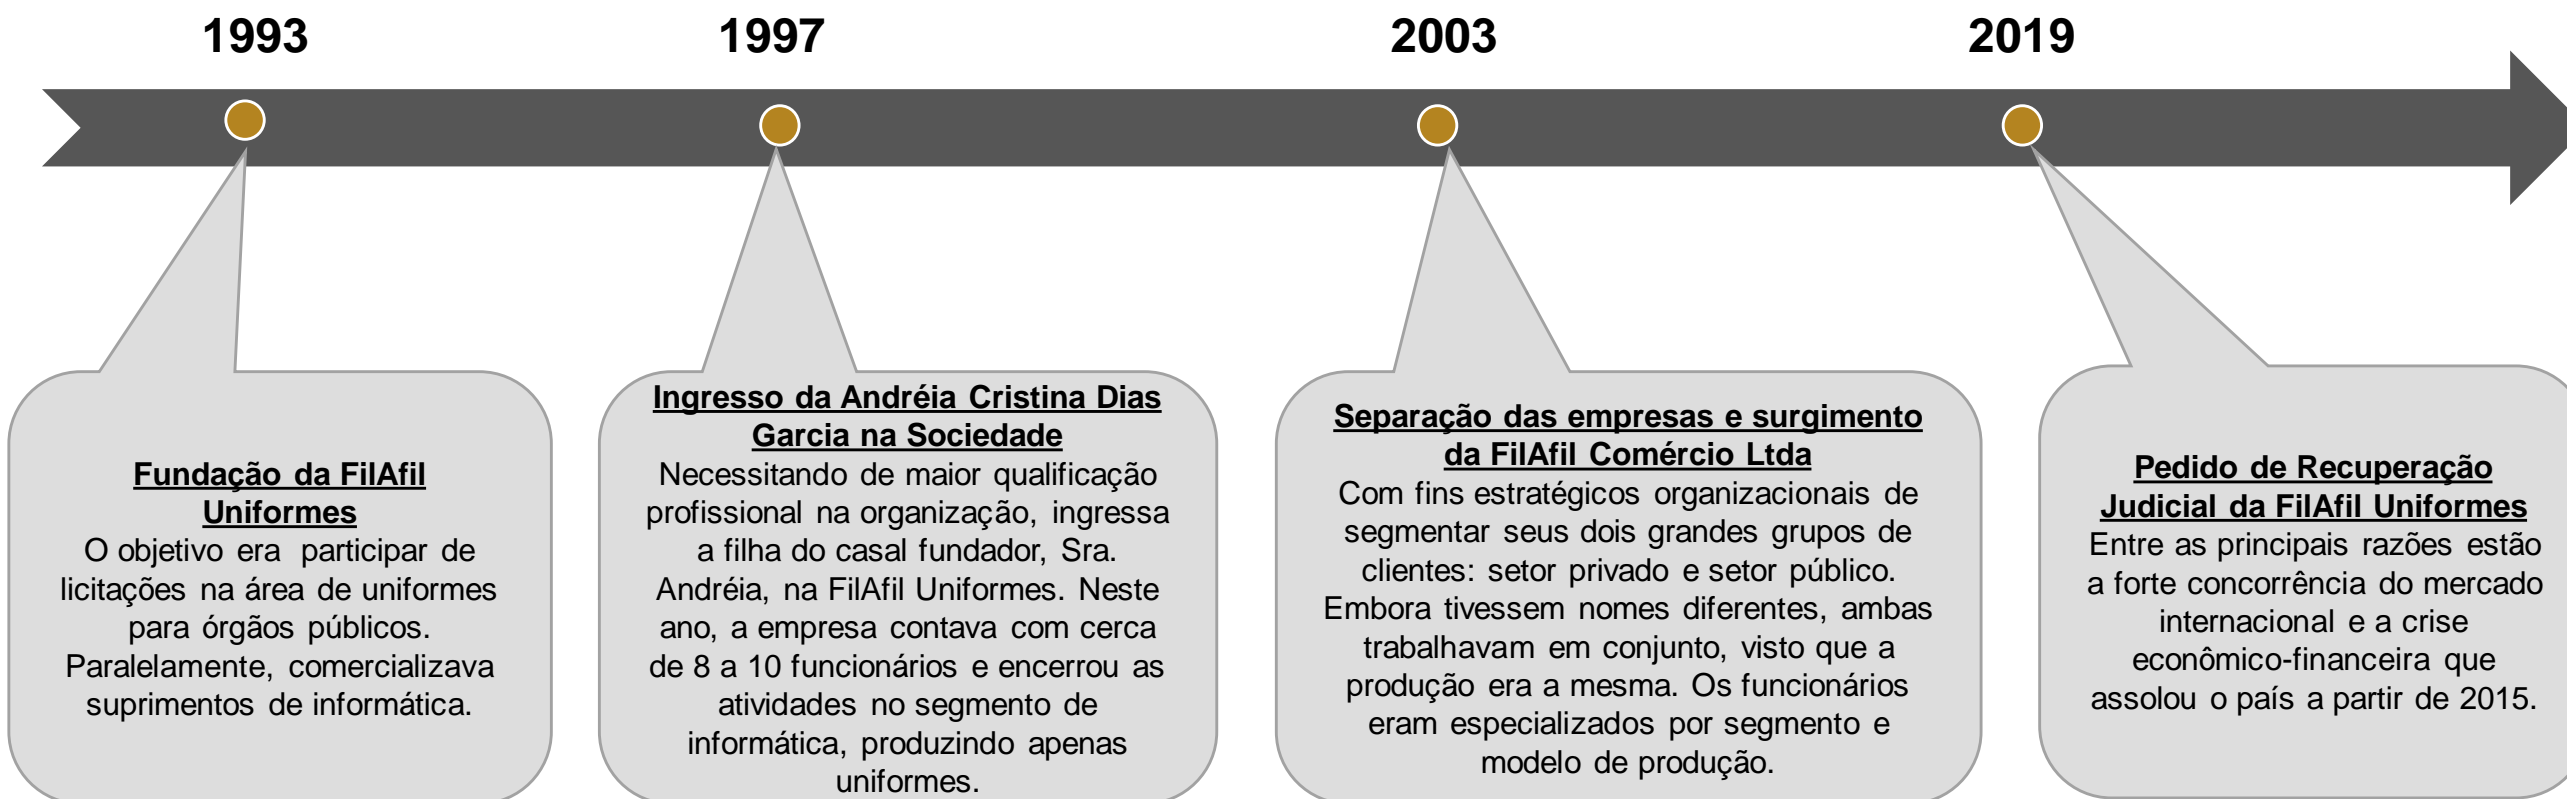 1993
1997
2003
2019
Fundação da FilAfil
Uniformes
O objetivo era participar de
licitações na área de uniformes
para órgãos públicos.
Paralelamente, comercializava
suprimentos de informática.
Ingresso da Andréia Cristina Dias
Garcia na Sociedade
Necessitando de maior qualificação
profissional na organização, ingressa
a filha do casal fundador, Sra.
Andréia, na FilAfil Uniformes. Neste
ano, a empresa contava com cerca
de 8 a 10 funcionários e encerrou as
atividades no segmento de
informática, produzindo apenas
uniformes.
Separação das empresas e surgimento
da FilAfil Comércio Ltda
Com fins estratégicos organizacionais de
segmentar seus dois grandes grupos de
clientes: setor privado e setor público.
Embora tivessem nomes diferentes, ambas
trabalhavam em conjunto, visto que a
produção era a mesma. Os funcionários
eram especializados por segmento e
modelo de produção.
Pedido de Recuperação
Judicial da FilAfil Uniformes
Entre as principais razões estão
a forte concorrência do mercado
internacional e a crise
econômico-financeira que
assolou o país a partir de 2015.